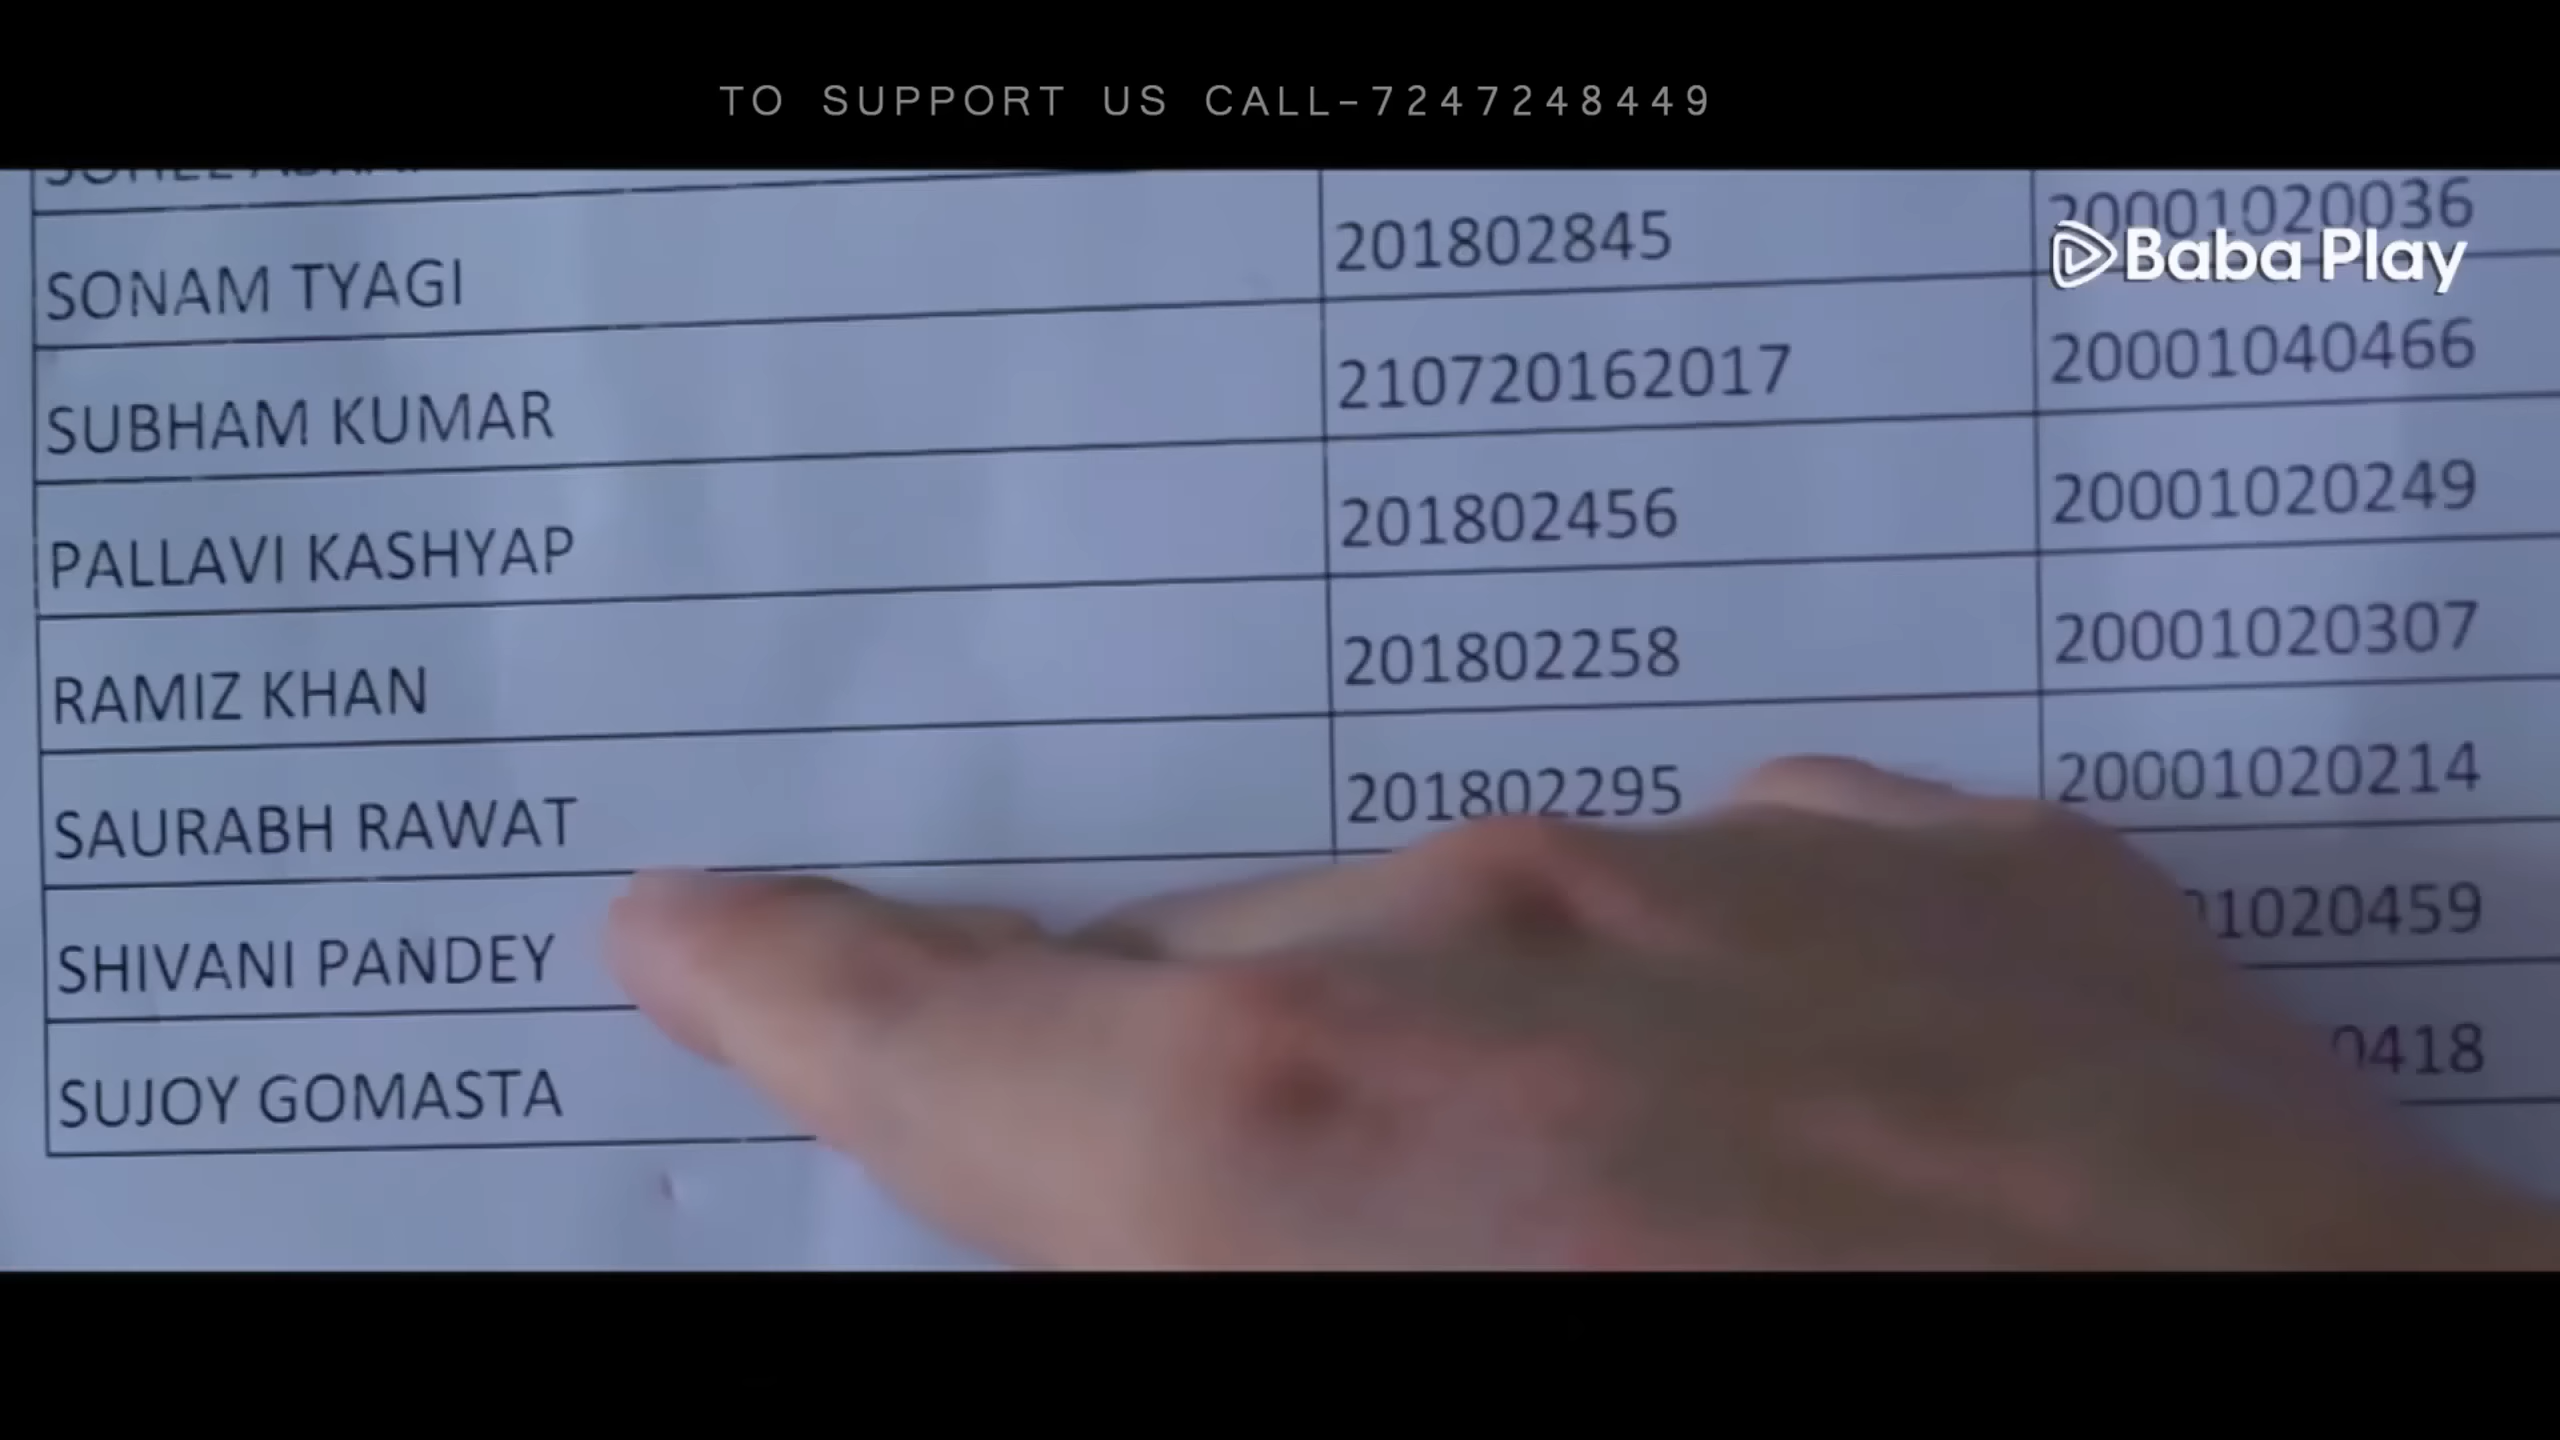 TO SUPPORT US CALL-7247248449
20001020036
Baba Play
SONAM TYAGI 201802845
SUBHAM KUMAR 210720162017 20001040466
PALLAVI KASHYAP 201802456 20001020249
RAMIZ KHAN 201802258 20001020307
SAURABH RAWAT 201802295 20001020214
SHIVANI PANDEY 1020459
SUJOY GOMASTA 418